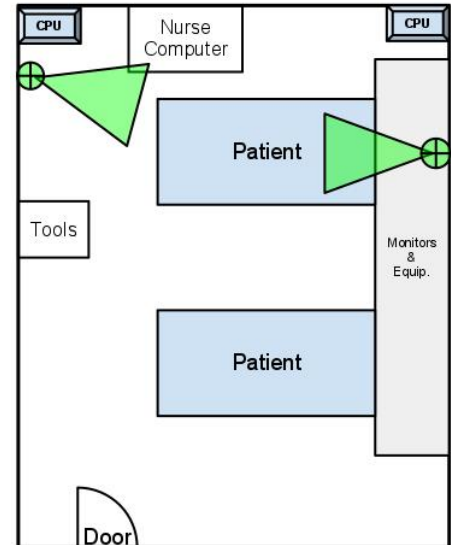 CPU
Nurse
Computer
CPU
Patient
Tools
Monitors
&
Equip.
Patient
Door